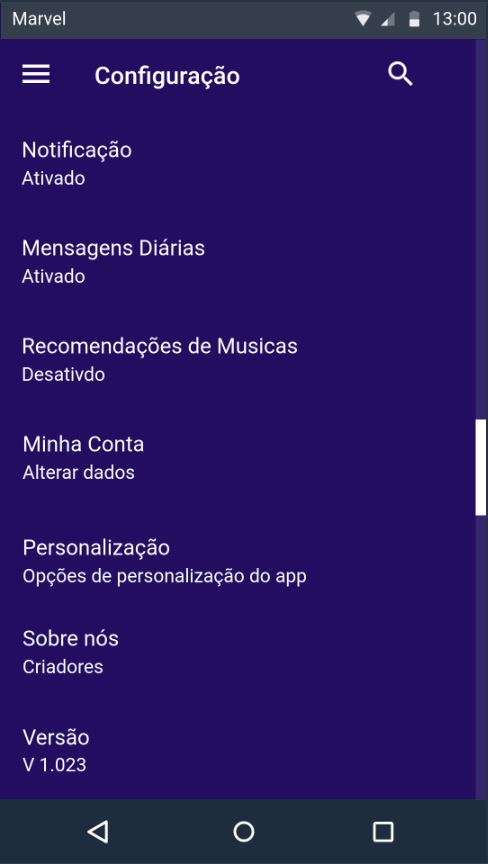 Marvel 13:00
Configuração
Notificação
Ativado
Mensagens Diárias
Ativado
Recomendações de Musicas
Desativdo
Minha Conta
Alterar dados
Personalização
Opções de personalização do app
Sobre nós
Criadores
Versão
V 1.023